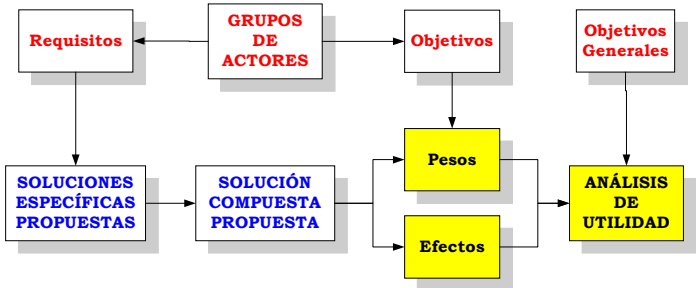 GRUPOS
DE
ACTORES
Requisitos
Objetivos
Objetivos
Generales
SOLUCIONES
ESPECÍFICAS
PROPUESTAS
SOLUCIÓN
COMPUESTA
PROPUESTA
Pesos
Efectos
ANÁLISIS
DE
UTILIDAD